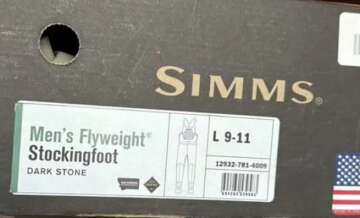 SIMMS®
Men's Flyweight®
Stockingfoot
DARK STONE
L 9-11
12932-781-4009